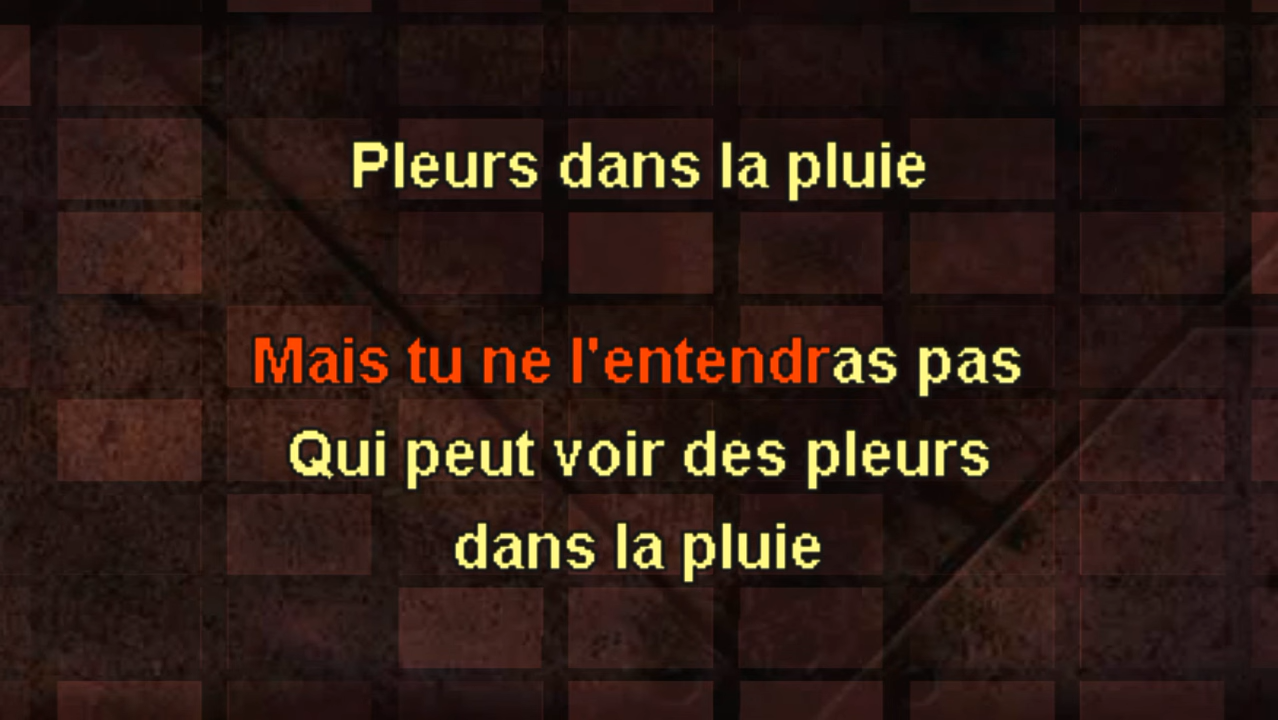 Pleurs dans la pluie
Mais tu ne l'entendras pas
Qui peut voir des pleurs
dans la pluie